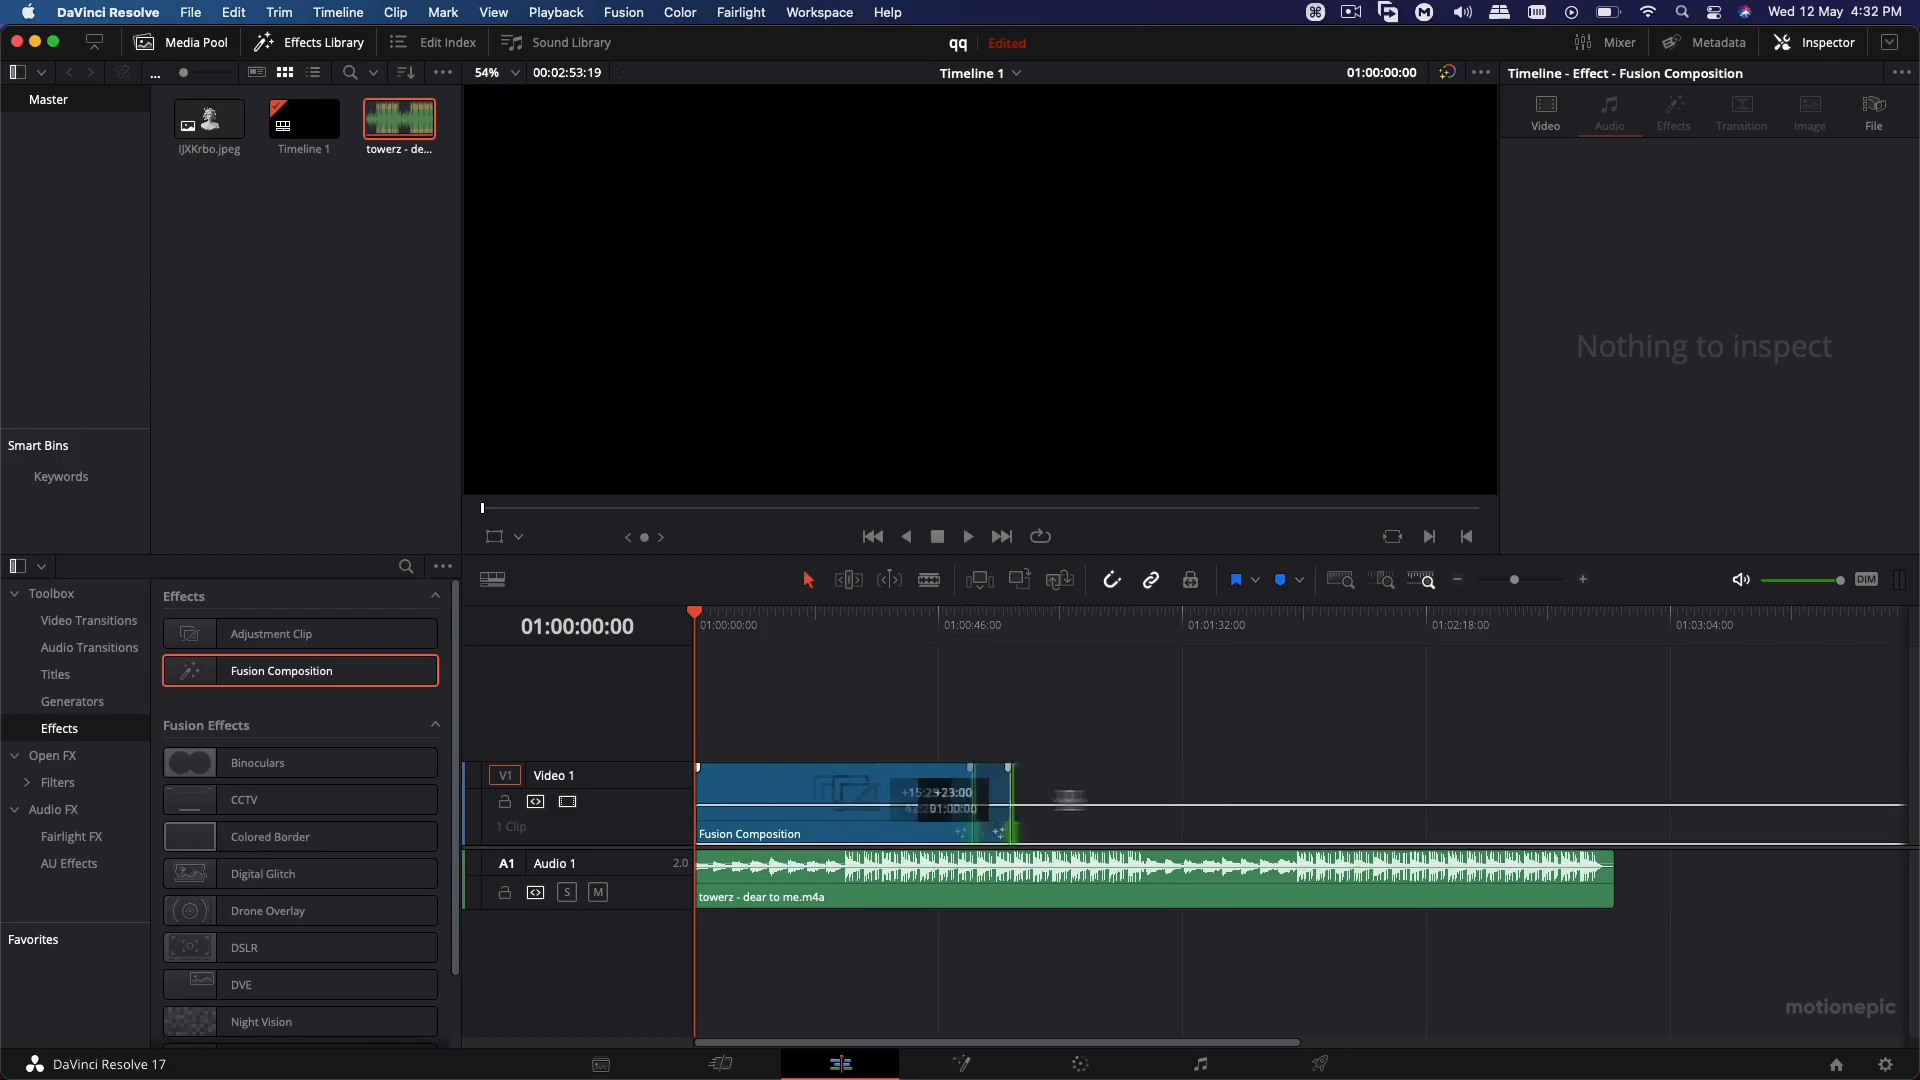 DaVinci Resolve File Edit Trim Timeline Clip Mark View Playback Fusion Color Fairlight Workspace Help Wed 12 May 4:32 PM
Media Pool Effects Library Edit Index Sound Library qq Edited Mixer Metadata Inspector
54% 00:02:53:19 Timeline 1 01:00:00:00 Timeline - Effect - Fusion Composition
Master
Video Audio Effects Transition Image File
IJXKrbo.jpeg Timeline 1 towerz - de...
Nothing to inspect
Smart Bins
Keywords
Toolbox
Video Transitions
Audio Transitions
Titles
Generators
Effects
Open FX
Filters
Audio FX
Fairlight FX
AU Effects
Favorites
Effects
Adjustment Clip
Fusion Composition
Fusion Effects
Binoculars
CCTV
Colored Border
Digital Glitch
Drone Overlay
DSLR
DVE
Night Vision
DIM
01:00:00:00
01:00:00:00 01:00:46:00 01:01:32:00 01:02:18:00 01:03:04:00
V1 Video 1
1 Clip
+23:00
01:00:00
Fusion Composition
A1 Audio 1 2.0
S M
towerz - dear to me.m4a
motionepic
DaVinci Resolve 17